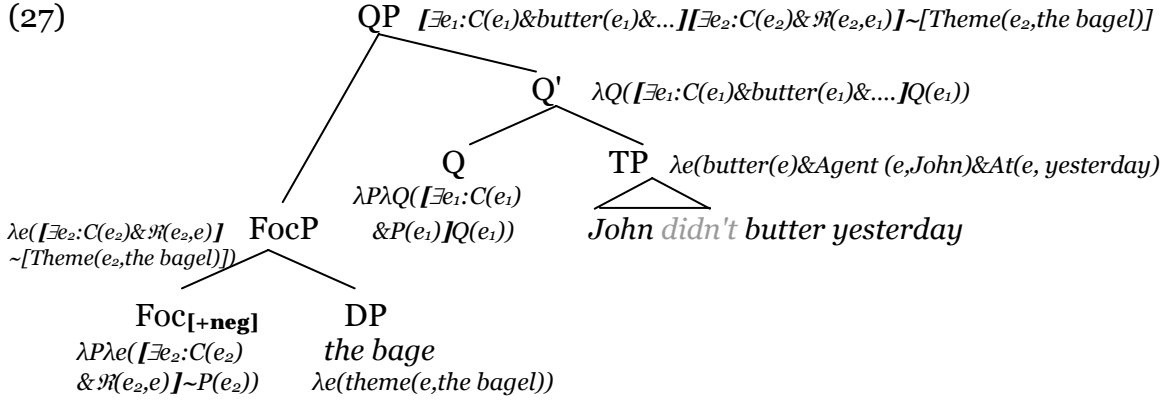 (27)
QP [∃e₁:C(e₁)&butter(e₁)&...][∃e₂:C(e₂)&ℜ(e₂,e₁)]~[Theme(e₂,the bagel)]
Q' λQ([∃e₁:C(e₁)&butter(e₁)&....]Q(e₁))
Q TP λe(butter(e)&Agent (e,John)&At(e, yesterday)
λPλQ([∃e₁:C(e₁)
&P(e₁)]Q(e₁))
John didn't butter yesterday
λe([∃e₂:C(e₂)&ℜ(e₂,e)] FocP
~[Theme(e₂,the bagel)])
Foc[+neg] DP
λPλe([∃e₂:C(e₂) the bage
&ℜ(e₂,e)]~P(e₂)) λe(theme(e,the bagel))